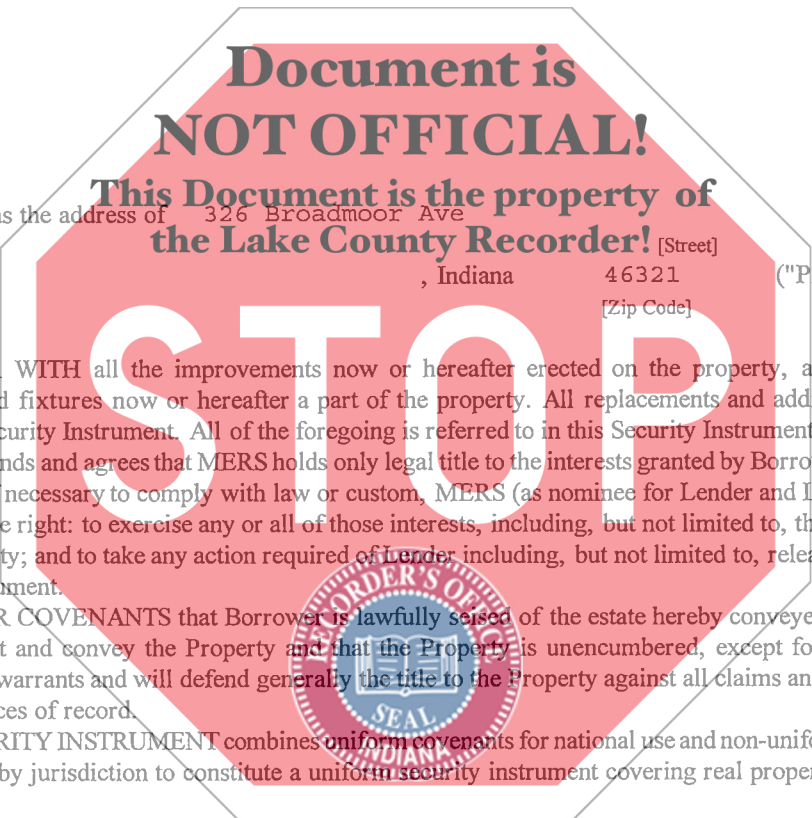 Document is
NOT OFFICIAL!
This Document is the property of
as the address of 326 Broadmoor Ave
the Lake County Recorder! [Street]
, Indiana 46321 ("P
[Zip Code]
STOP
WITH all the improvements now or hereafter erected on the property, a
d fixtures now or hereafter a part of the property. All replacements and add
curity Instrument. All of the foregoing is referred to in this Security Instrument
nds and agrees that MERS holds only legal title to the interests granted by Borro
necessary to comply with law or custom, MERS (as nominee for Lender and L
e right: to exercise any or all of those interests, including, but not limited to, th
ty; and to take any action required of Lender including, but not limited to, relea
ument.
R COVENANTS that Borrower is lawfully seised of the estate hereby conveye
t and convey the Property and that the Property is unencumbered, except fo
warrants and will defend generally the title to the Property against all claims an
ces of record.
RITY INSTRUMENT combines uniform covenants for national use and non-unifo
by jurisdiction to constitute a uniform security instrument covering real proper
RECORDER'S OFFICE
SEAL
INDIANA